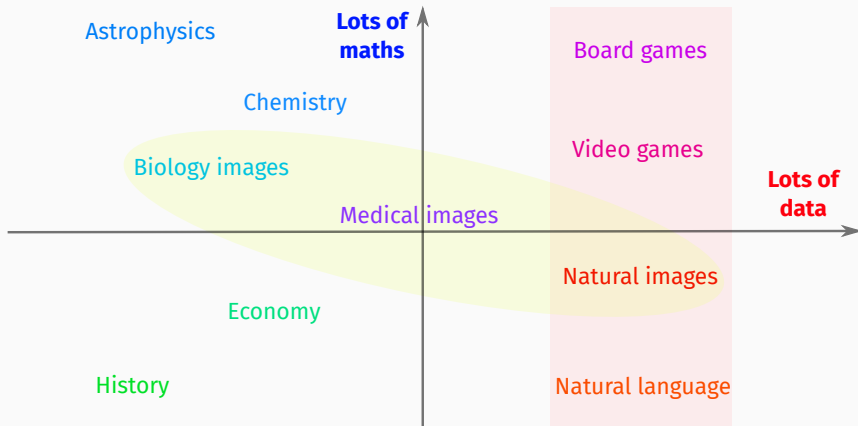 Astrophysics
Lots of
maths
Board games
Chemistry
Video games
Biology images
Lots of
data
Medical images
Natural images
Economy
History
Natural language